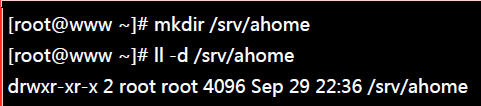 [root@www ~]# mkdir /srv/ahome
[root@www ~]# ll -d /srv/ahome
drwxr-xr-x 2 root root 4096 Sep 29 22:36 /srv/ahome